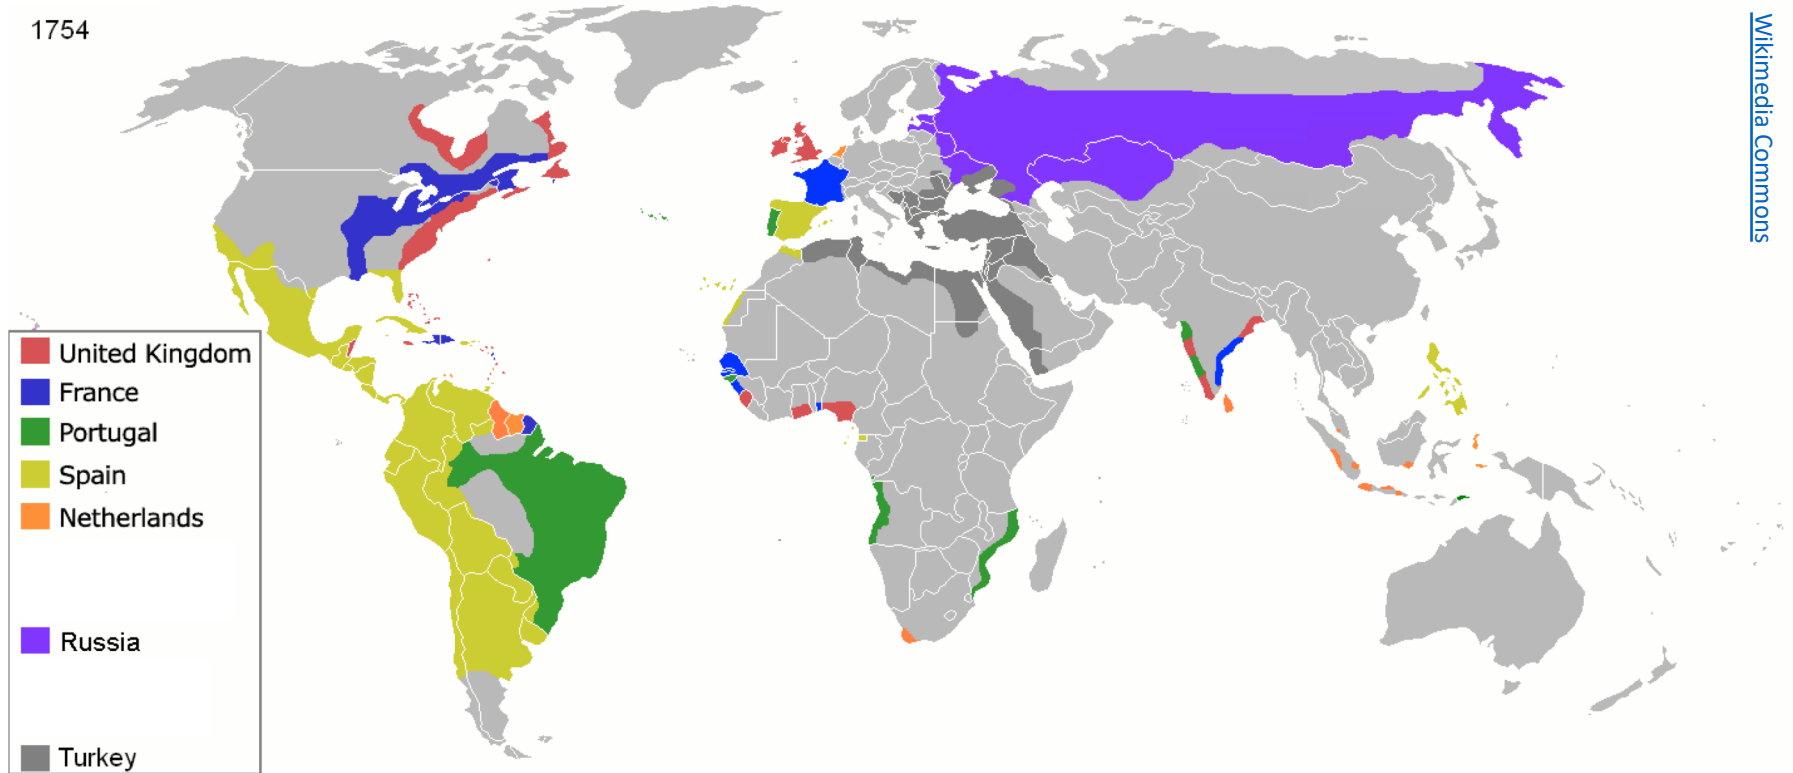 1754
Wikimedia Commons
United Kingdom
France
Portugal
Spain
Netherlands
Russia
Turkey